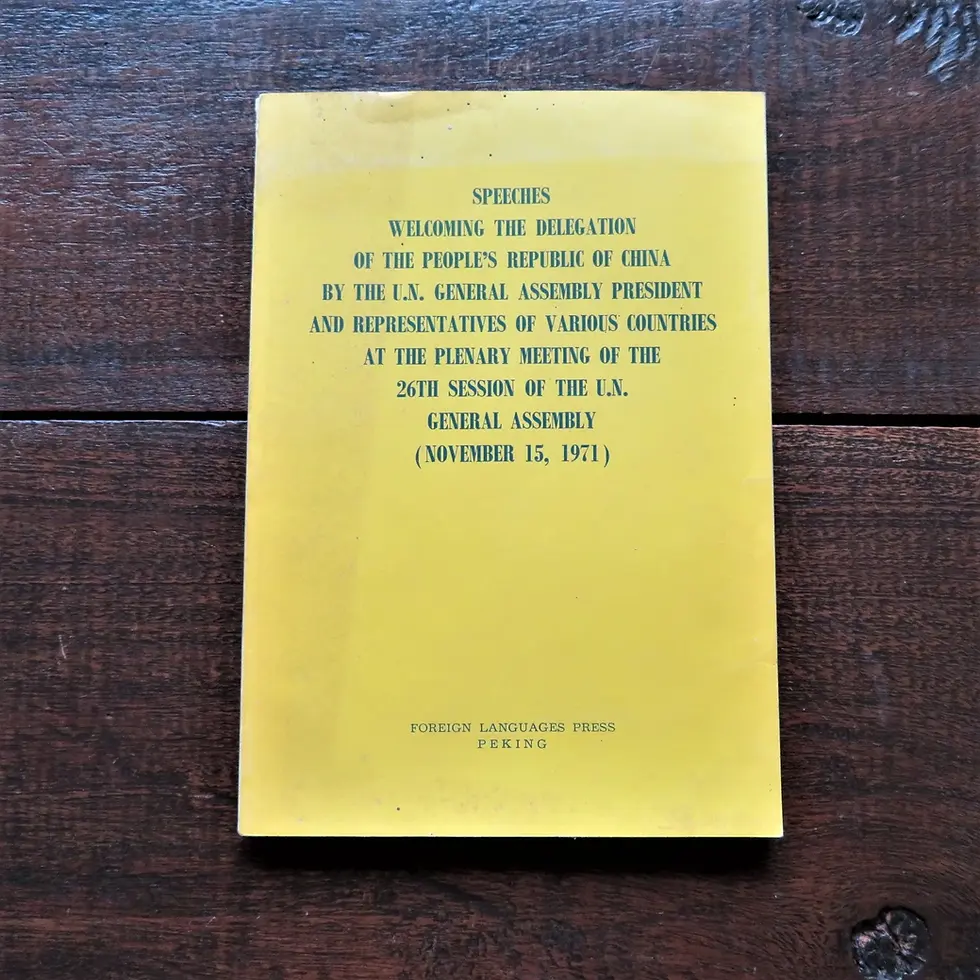 SPEECHES
WELCOMING THE DELEGATION
OF THE PEOPLE'S REPUBLIC OF CHINA
BY THE U.N. GENERAL ASSEMBLY PRESIDENT
AND REPRESENTATIVES OF VARIOUS COUNTRIES
AT THE PLENARY MEETING OF THE
26TH SESSION OF THE U.N.
GENERAL ASSEMBLY
(NOVEMBER 15, 1971)
FOREIGN LANGUAGES PRESS
PEKING